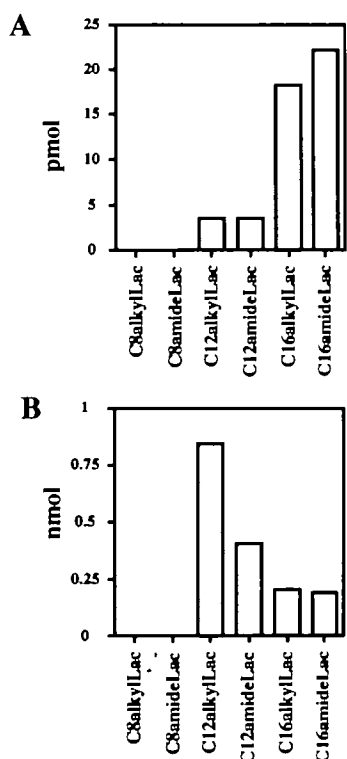 A
25
20
15
10
5
0
pmol
C8alkylLac
C8amideLac
C12alkylLac
C12amideLac
C16alkylLac
C16amideLac
B
1
0.75
0.5
0.25
0
nmol
C8alkylLac
C8amideLac
C12alkylLac
C12amideLac
C16alkylLac
C16amideLac